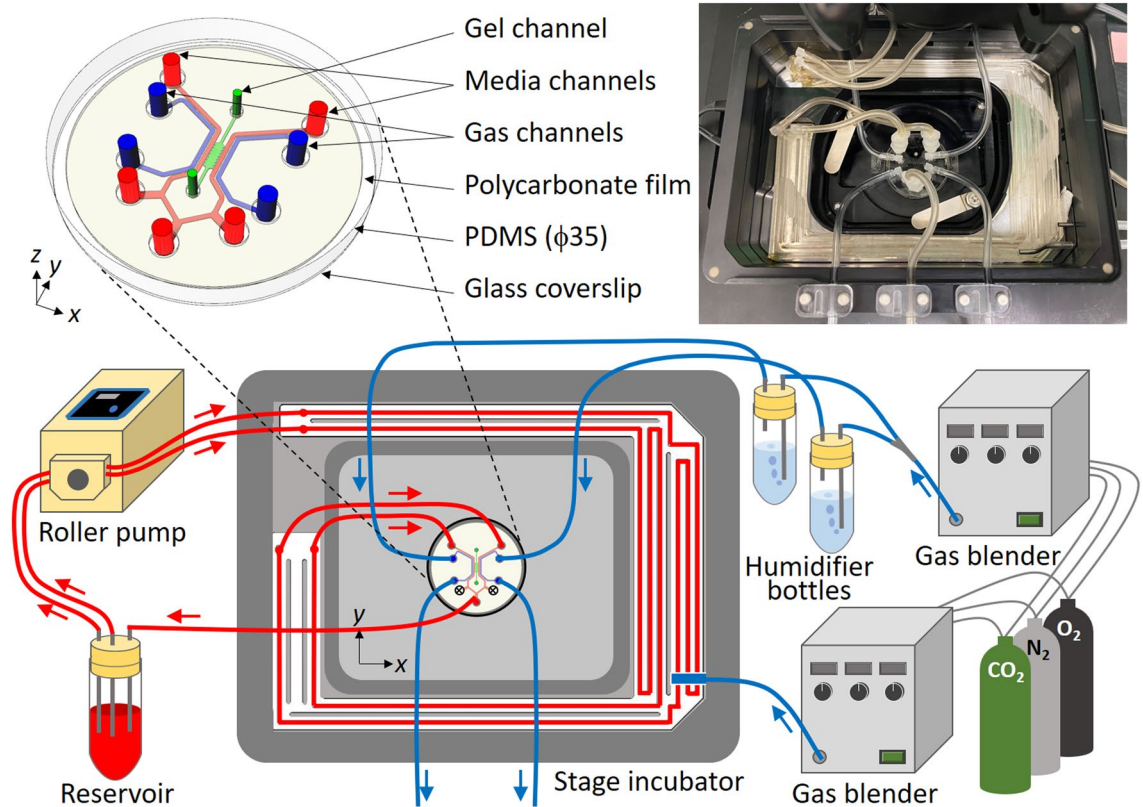 Gel channel
Media channels
Gas channels
Polycarbonate film
PDMS (ϕ35)
Glass coverslip
z
y
x
Roller pump
Humidifier
bottles
Gas blender
y
x
O₂
N₂
CO₂
Reservoir
Stage incubator
Gas blender